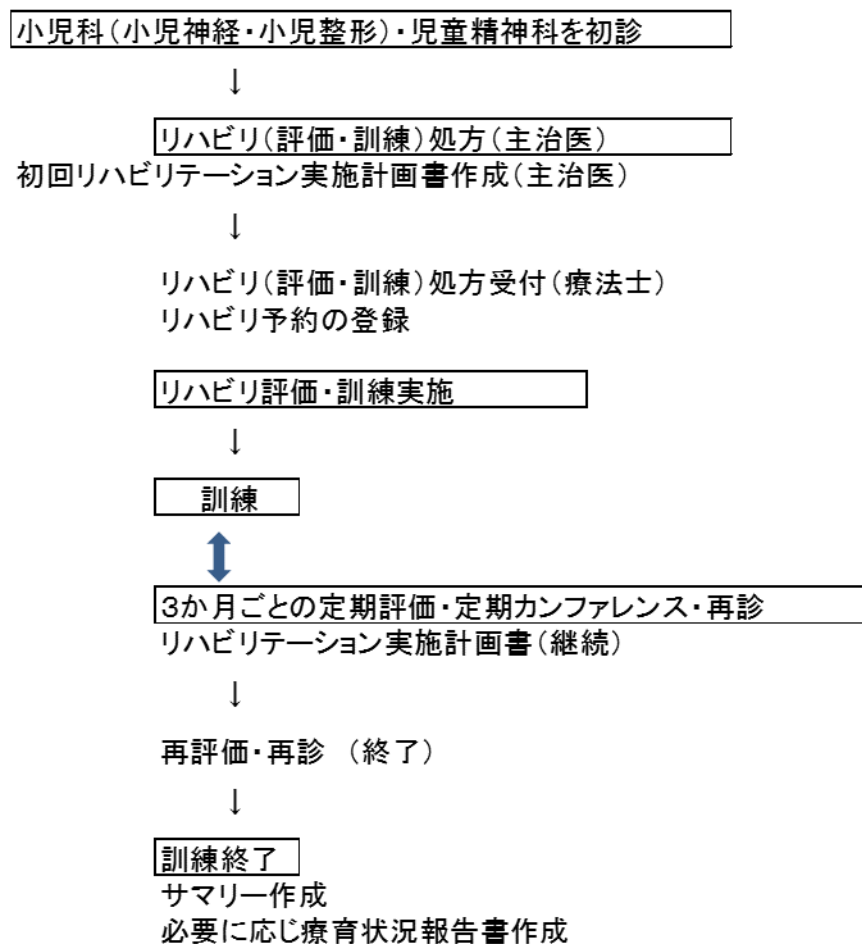 小児科(小児神経・小児整形)・児童精神科を初診
↓
リハビリ(評価・訓練)処方(主治医)
初回リハビリテーション実施計画書作成(主治医)
↓
リハビリ(評価・訓練)処方受付(療法士)
リハビリ予約の登録
リハビリ評価・訓練実施
↓
訓練
3か月ごとの定期評価・定期カンファレンス・再診
リハビリテーション実施計画書(継続)
↓
再評価・再診 (終了)
↓
訓練終了
サマリー作成
必要に応じ療育状況報告書作成